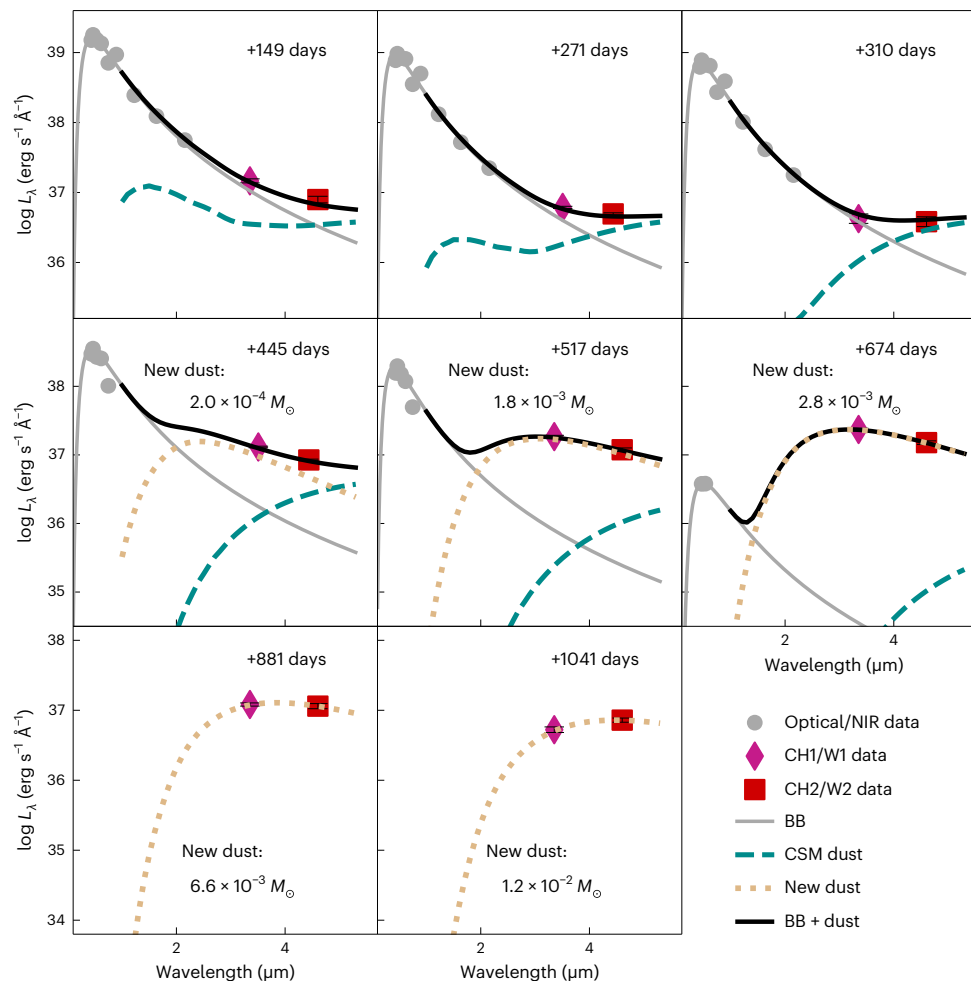 +149 days
+271 days
+310 days
39
38
37
36
log Lλ (erg s⁻¹ Å⁻¹)
+445 days
New dust:
2.0 × 10⁻⁴ M☉
+517 days
New dust:
1.8 × 10⁻³ M☉
+674 days
New dust:
2.8 × 10⁻³ M☉
38
37
36
35
log Lλ (erg s⁻¹ Å⁻¹)
2 4
Wavelength (μm)
+881 days
New dust:
6.6 × 10⁻³ M☉
+1041 days
New dust:
1.2 × 10⁻² M☉
38
37
36
35
34
log Lλ (erg s⁻¹ Å⁻¹)
2 4
2 4
Wavelength (μm)
Wavelength (μm)
Optical/NIR data
CH1/W1 data
CH2/W2 data
BB
CSM dust
New dust
BB + dust